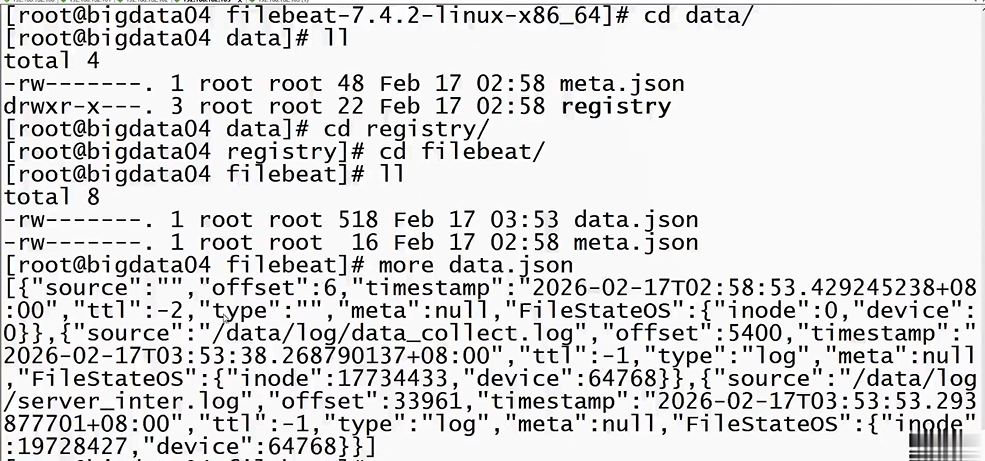 [root@bigdata04 filebeat-7.4.2-linux-x86_64]# cd data/
[root@bigdata04 data]# ll
total 4
-rw-------. 1 root root 48 Feb 17 02:58 meta.json
drwxr-x---. 3 root root 22 Feb 17 02:58 registry
[root@bigdata04 data]# cd registry/
[root@bigdata04 registry]# cd filebeat/
[root@bigdata04 filebeat]# ll
total 8
-rw-------. 1 root root 518 Feb 17 03:53 data.json
-rw-------. 1 root root  16 Feb 17 02:58 meta.json
[root@bigdata04 filebeat]# more data.json
[{"source":"","offset":6,"timestamp":"2026-02-17T02:58:53.429245238+08
:00","ttl":-2,"type":"","meta":null,"FileStateOS":{"inode":0,"device":
0}},{"source":"/data/log/data_collect.log","offset":5400,"timestamp":"
2026-02-17T03:53:38.268790137+08:00","ttl":-1,"type":"log","meta":null
,"FileStateOS":{"inode":17734433,"device":64768}},{"source":"/data/log
/server_inter.log","offset":33961,"timestamp":"2026-02-17T03:53:53.293
877701+08:00","ttl":-1,"type":"log","meta":null,"FileStateOS":{"inode"
:19728427,"device":64768}}]